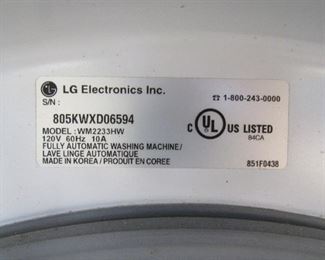 LG Electronics Inc.
☎ 1-800-243-0000
S/N :
805KWXD06594
MODEL : WM2233HW
120V 60Hz 10A
FULLY AUTOMATIC WASHING MACHINE/
LAVE LINGE AUTOMATIQUE
MADE IN KOREA / PRODUIT EN COREE
C UL US LISTED
84CA
851F0438